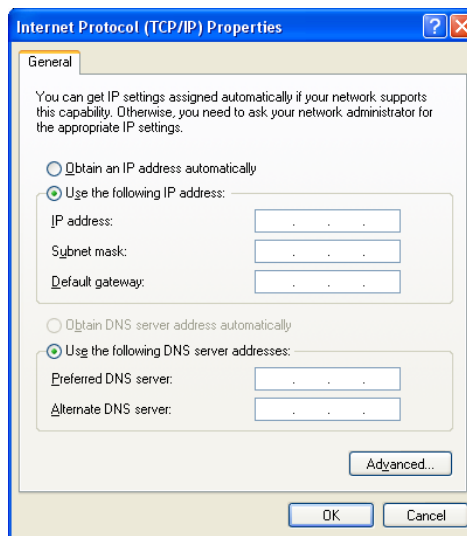 Internet Protocol (TCP/IP) Properties
General
You can get IP settings assigned automatically if your network supports
this capability. Otherwise, you need to ask your network administrator for
the appropriate IP settings.
Obtain an IP address automatically
Use the following IP address:
IP address:
Subnet mask:
Default gateway:
Obtain DNS server address automatically
Use the following DNS server addresses:
Preferred DNS server:
Alternate DNS server:
Advanced...
OK Cancel